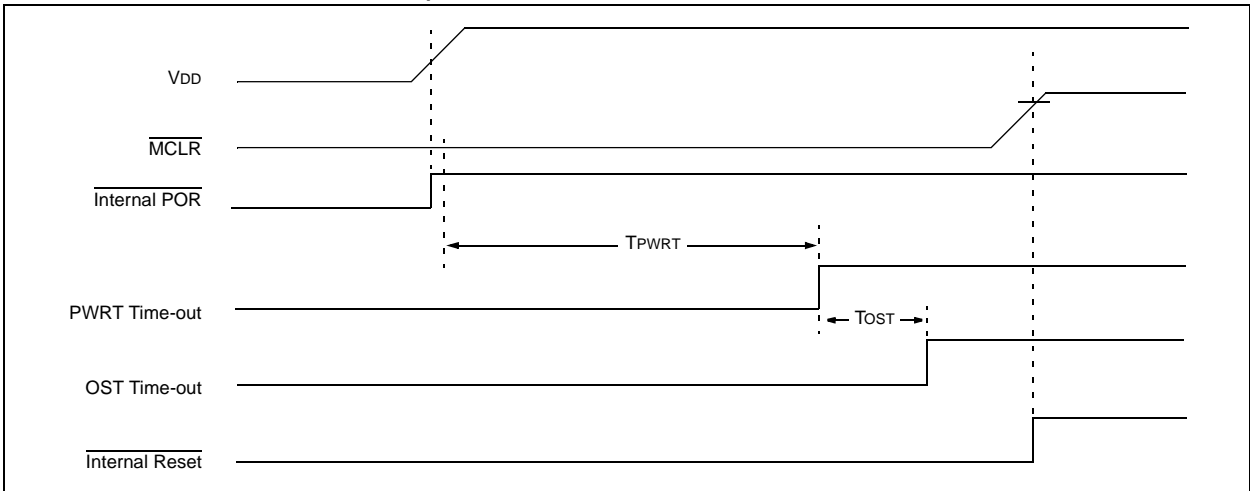 VDD
MCLR
Internal POR
TPWRT
PWRT Time-out
TOST
OST Time-out
Internal Reset